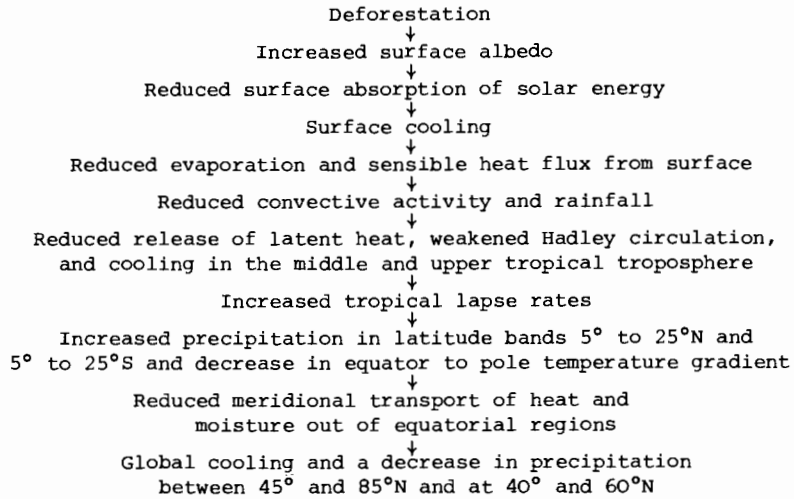 Deforestation
↓
Increased surface albedo
↓
Reduced surface absorption of solar energy
↓
Surface cooling
↓
Reduced evaporation and sensible heat flux from surface
↓
Reduced convective activity and rainfall
↓
Reduced release of latent heat, weakened Hadley circulation,
and cooling in the middle and upper tropical troposphere
↓
Increased tropical lapse rates
↓
Increased precipitation in latitude bands 5° to 25°N and
5° to 25°S and decrease in equator to pole temperature gradient
↓
Reduced meridional transport of heat and
moisture out of equatorial regions
↓
Global cooling and a decrease in precipitation
between 45° and 85°N and at 40° and 60°N